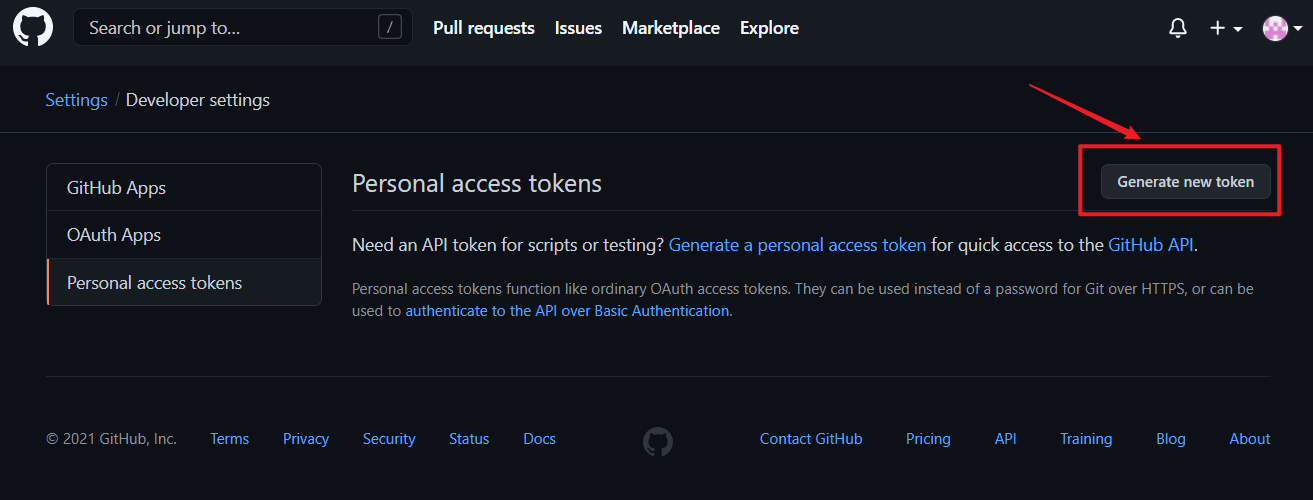 Search or jump to... /
Pull requests Issues Marketplace Explore
Settings / Developer settings
GitHub Apps
OAuth Apps
Personal access tokens
Personal access tokens
Generate new token
Need an API token for scripts or testing? Generate a personal access token for quick access to the GitHub API.
Personal access tokens function like ordinary OAuth access tokens. They can be used instead of a password for Git over HTTPS, or can be
used to authenticate to the API over Basic Authentication.
© 2021 GitHub, Inc. Terms Privacy Security Status Docs Contact GitHub Pricing API Training Blog About